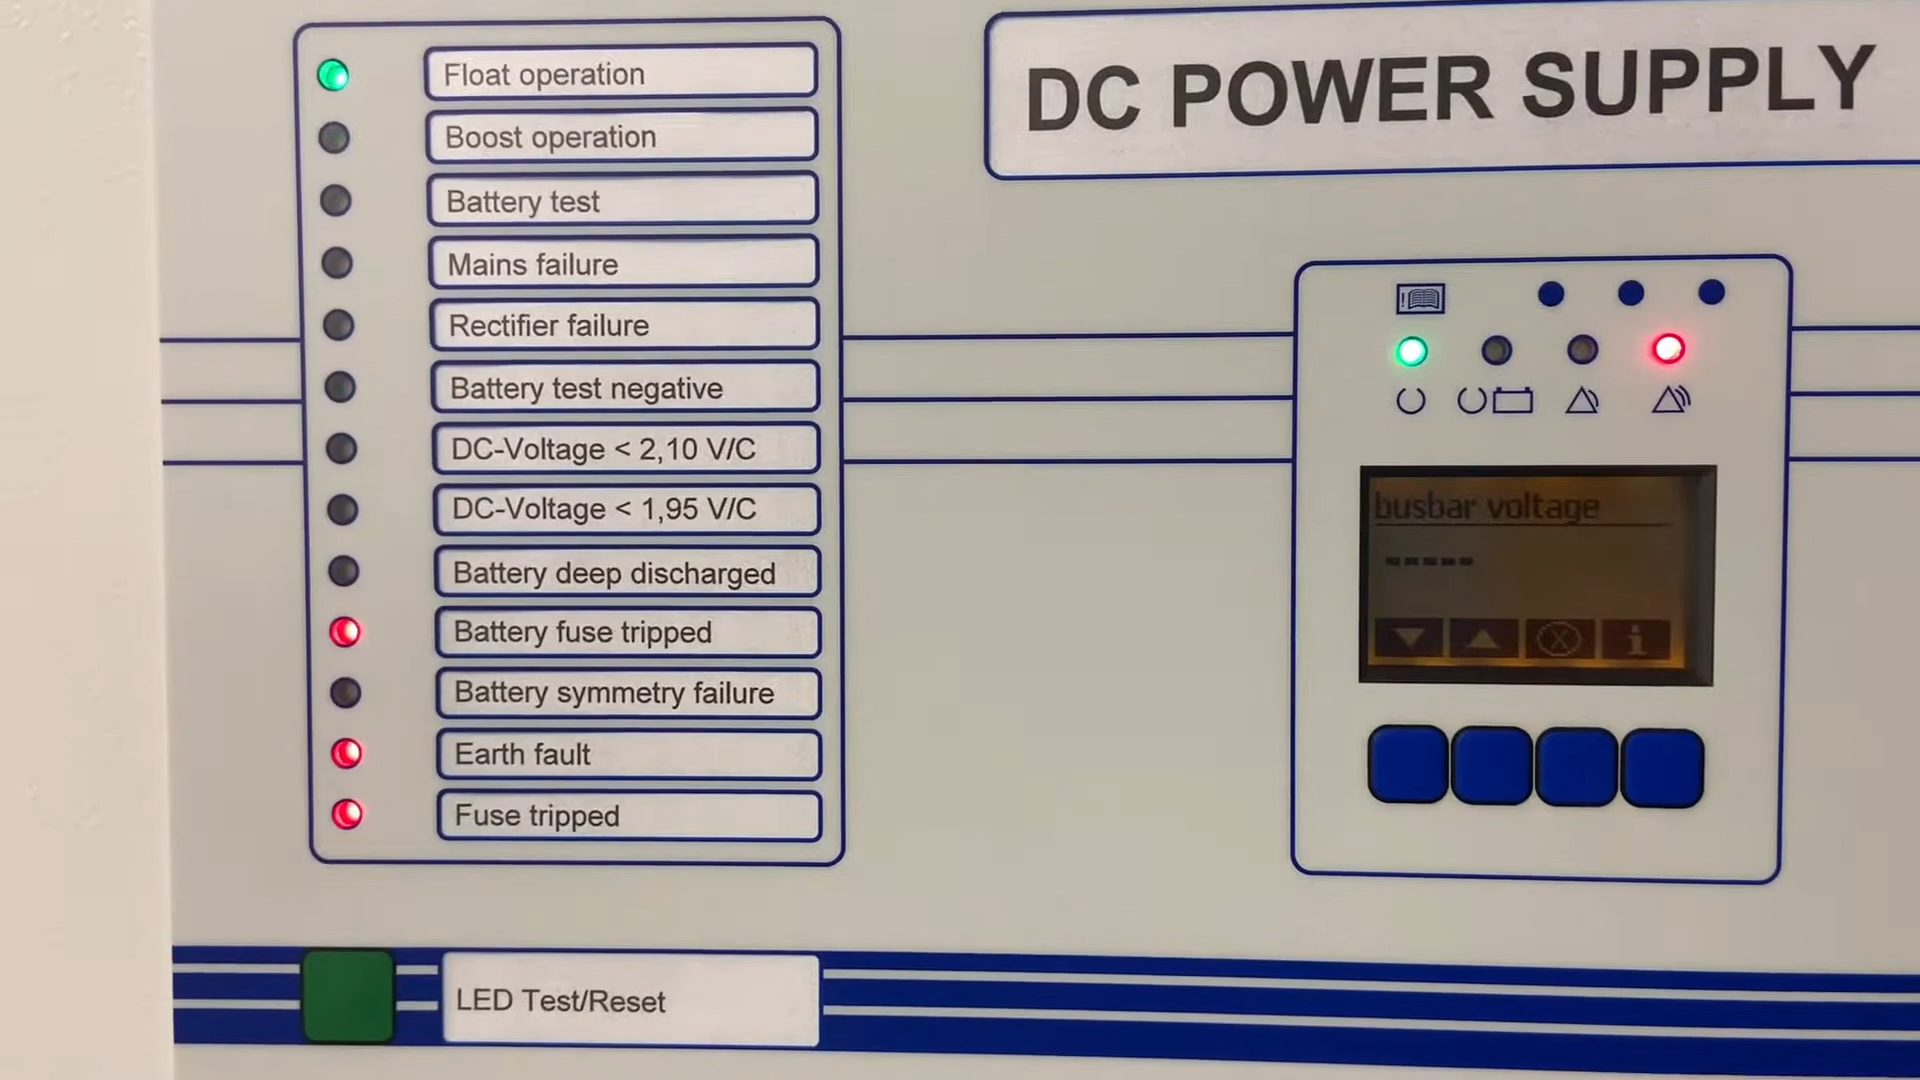 Float operation
Boost operation
Battery test
Mains failure
Rectifier failure
Battery test negative
DC-Voltage < 2,10 V/C
DC-Voltage < 1,95 V/C
Battery deep discharged
Battery fuse tripped
Battery symmetry failure
Earth fault
Fuse tripped
LED Test/Reset
DC POWER SUPPLY
busbar voltage
-----